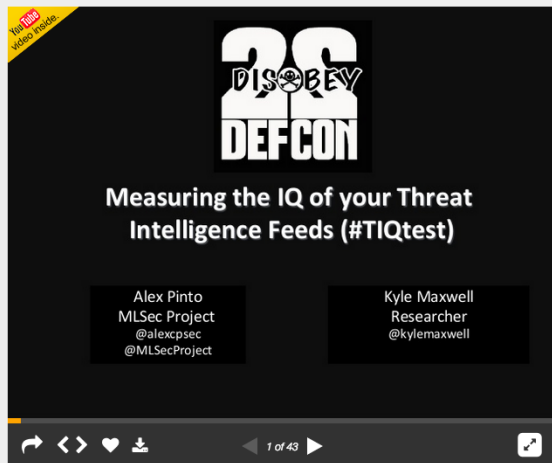 YouTube
video inside.
22
DISOBEY
DEFCON
Measuring the IQ of your Threat
Intelligence Feeds (#TIQtest)
Alex Pinto
MLSec Project
@alexcpsec
@MLSecProject
Kyle Maxwell
Researcher
@kylemaxwell
1 of 43